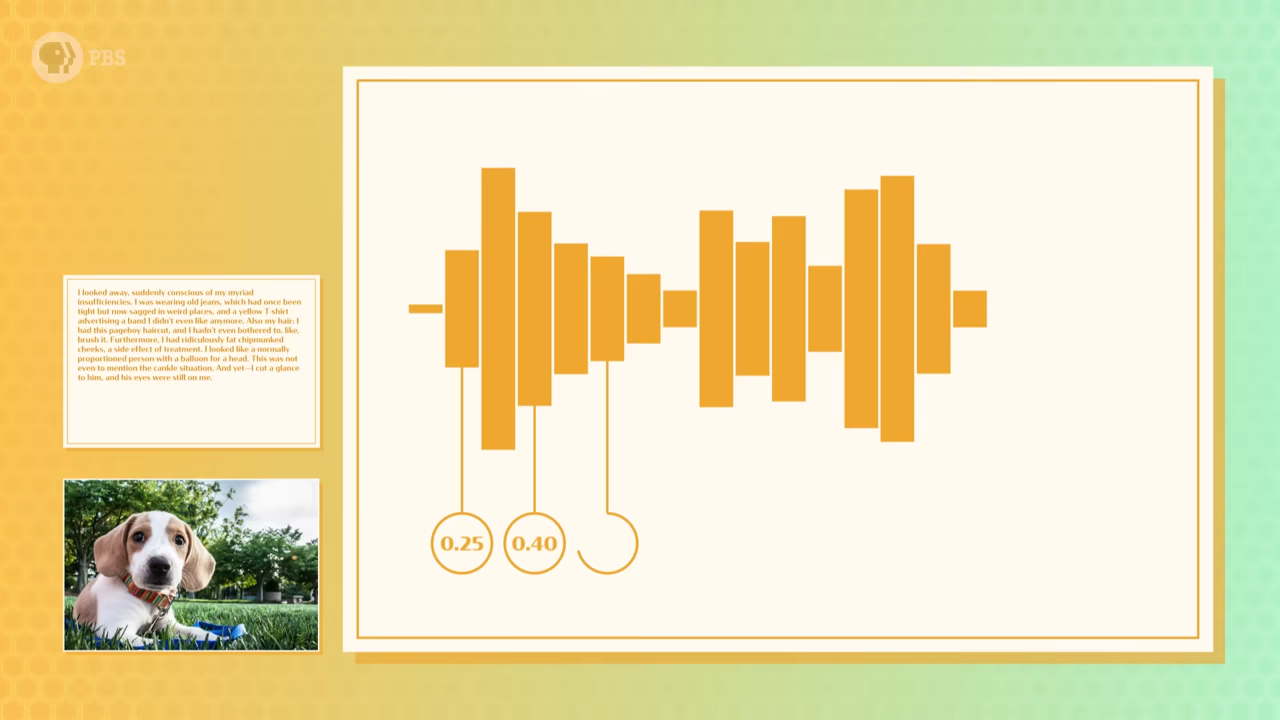 PBS
I looked away, suddenly conscious of my myriad
insufficiencies. I was wearing old jeans, which had once been
tight but now sagged in weird places, and a yellow T-shirt
advertising a band I didn't even like anymore. Also my hair: I
had this pageboy haircut, and I hadn't even bothered to, like,
brush it. Furthermore, I had ridiculously fat chipmunked
cheeks, a side effect of treatment. I looked like a normally
proportioned person with a balloon for a head. This was not
even to mention the cankle situation. And yet—I cut a glance
to him, and his eyes were still on me.
0.25
0.40